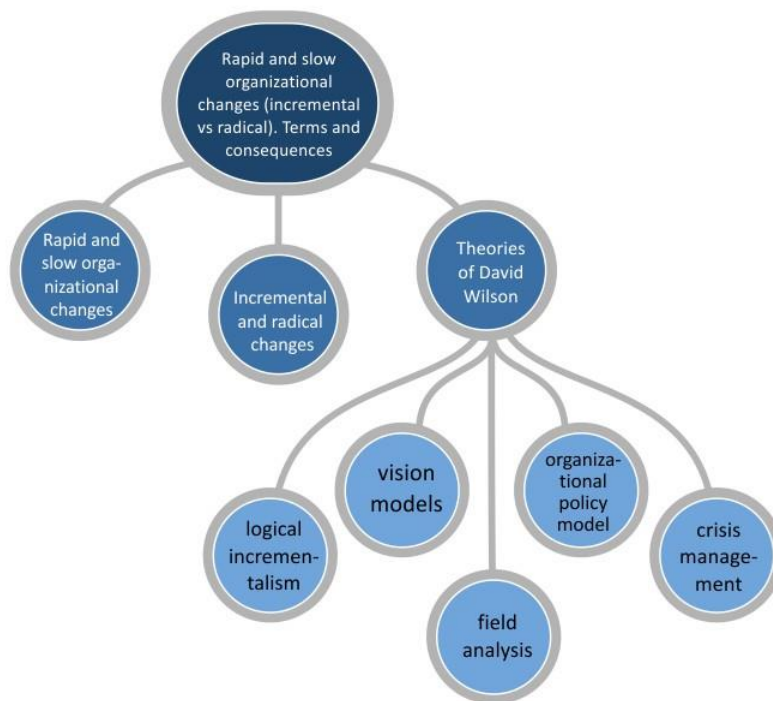 Rapid and slow
organizational
changes (incremental
vs radical). Terms and
consequences
Rapid and
slow orga-
nizational
changes
Incremental
and radical
changes
Theories
of David
Wilson
logical
incremen-
talism
vision
models
field
analysis
organiza-
tional
policy
model
crisis
manage-
ment